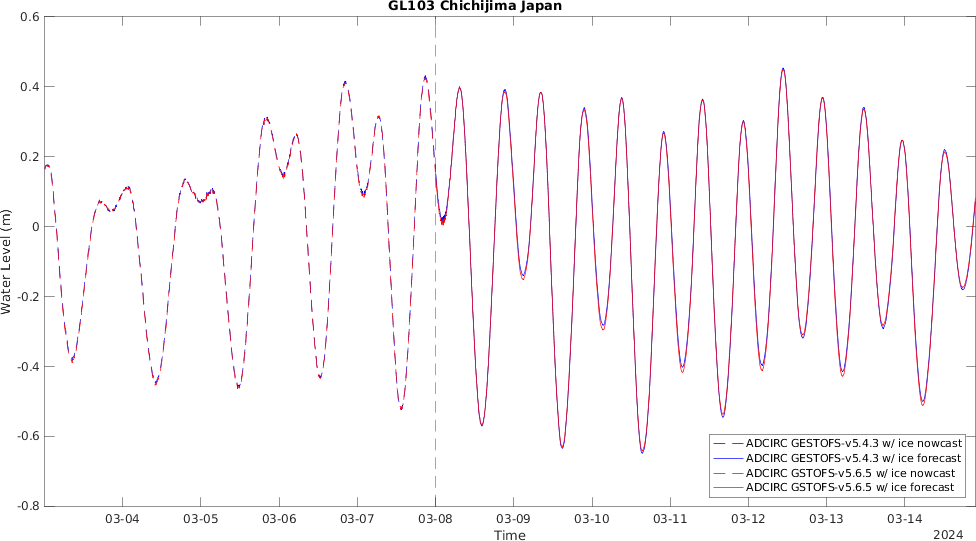 GL103 Chichijima Japan
0.6
0.4
0.2
0
-0.2
-0.4
-0.6
-0.8
Water Level (m)
ADCIRC GESTOFS-v5.4.3 w/ ice nowcast
ADCIRC GESTOFS-v5.4.3 w/ ice forecast
ADCIRC GSTOFS-v5.6.5 w/ ice nowcast
ADCIRC GSTOFS-v5.6.5 w/ ice forecast
03-04 03-05 03-06 03-07 03-08 03-09 03-10 03-11 03-12 03-13 03-14
Time
2024